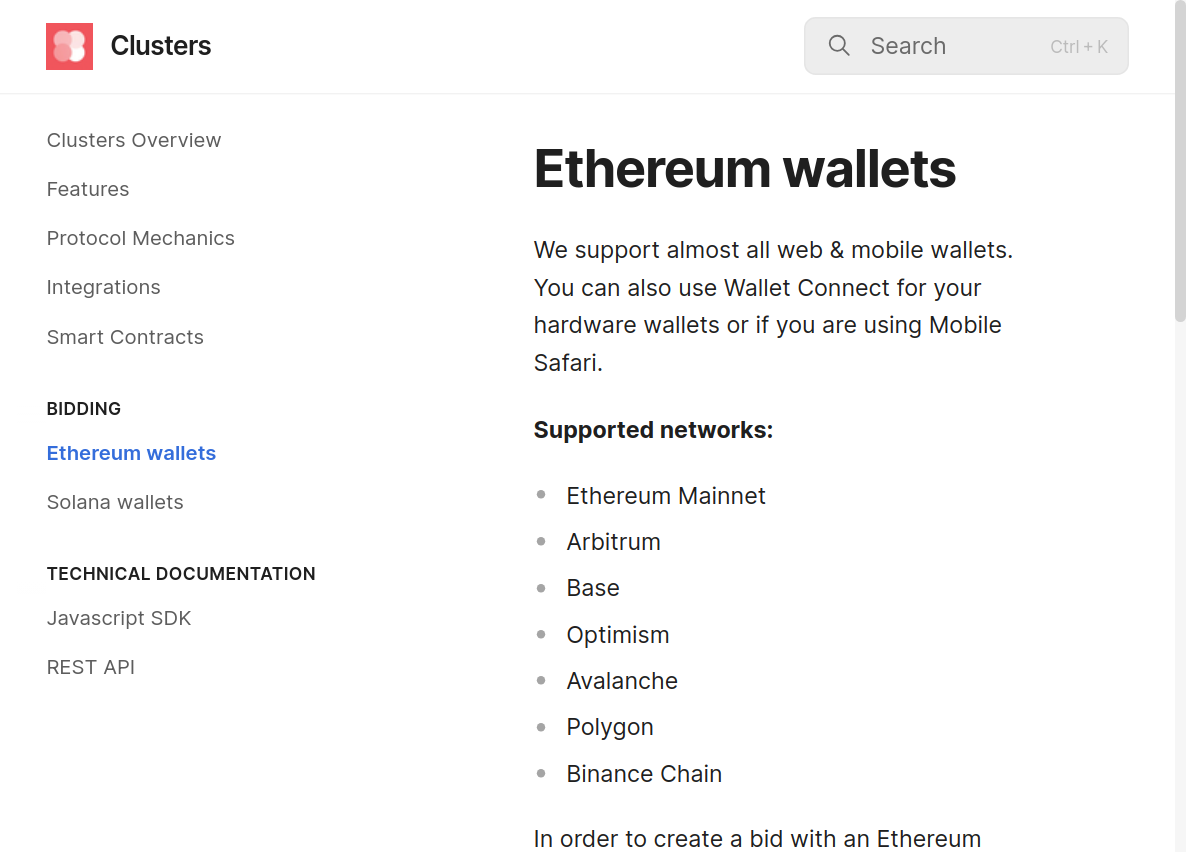 Clusters
Search
Ctrl + K
Clusters Overview
Features
Protocol Mechanics
Integrations
Smart Contracts
BIDDING
Ethereum wallets
Solana wallets
TECHNICAL DOCUMENTATION
Javascript SDK
REST API
Ethereum wallets
We support almost all web & mobile wallets.
You can also use Wallet Connect for your
hardware wallets or if you are using Mobile
Safari.
Supported networks:
Ethereum Mainnet
Arbitrum
Base
Optimism
Avalanche
Polygon
Binance Chain
In order to create a bid with an Ethereum